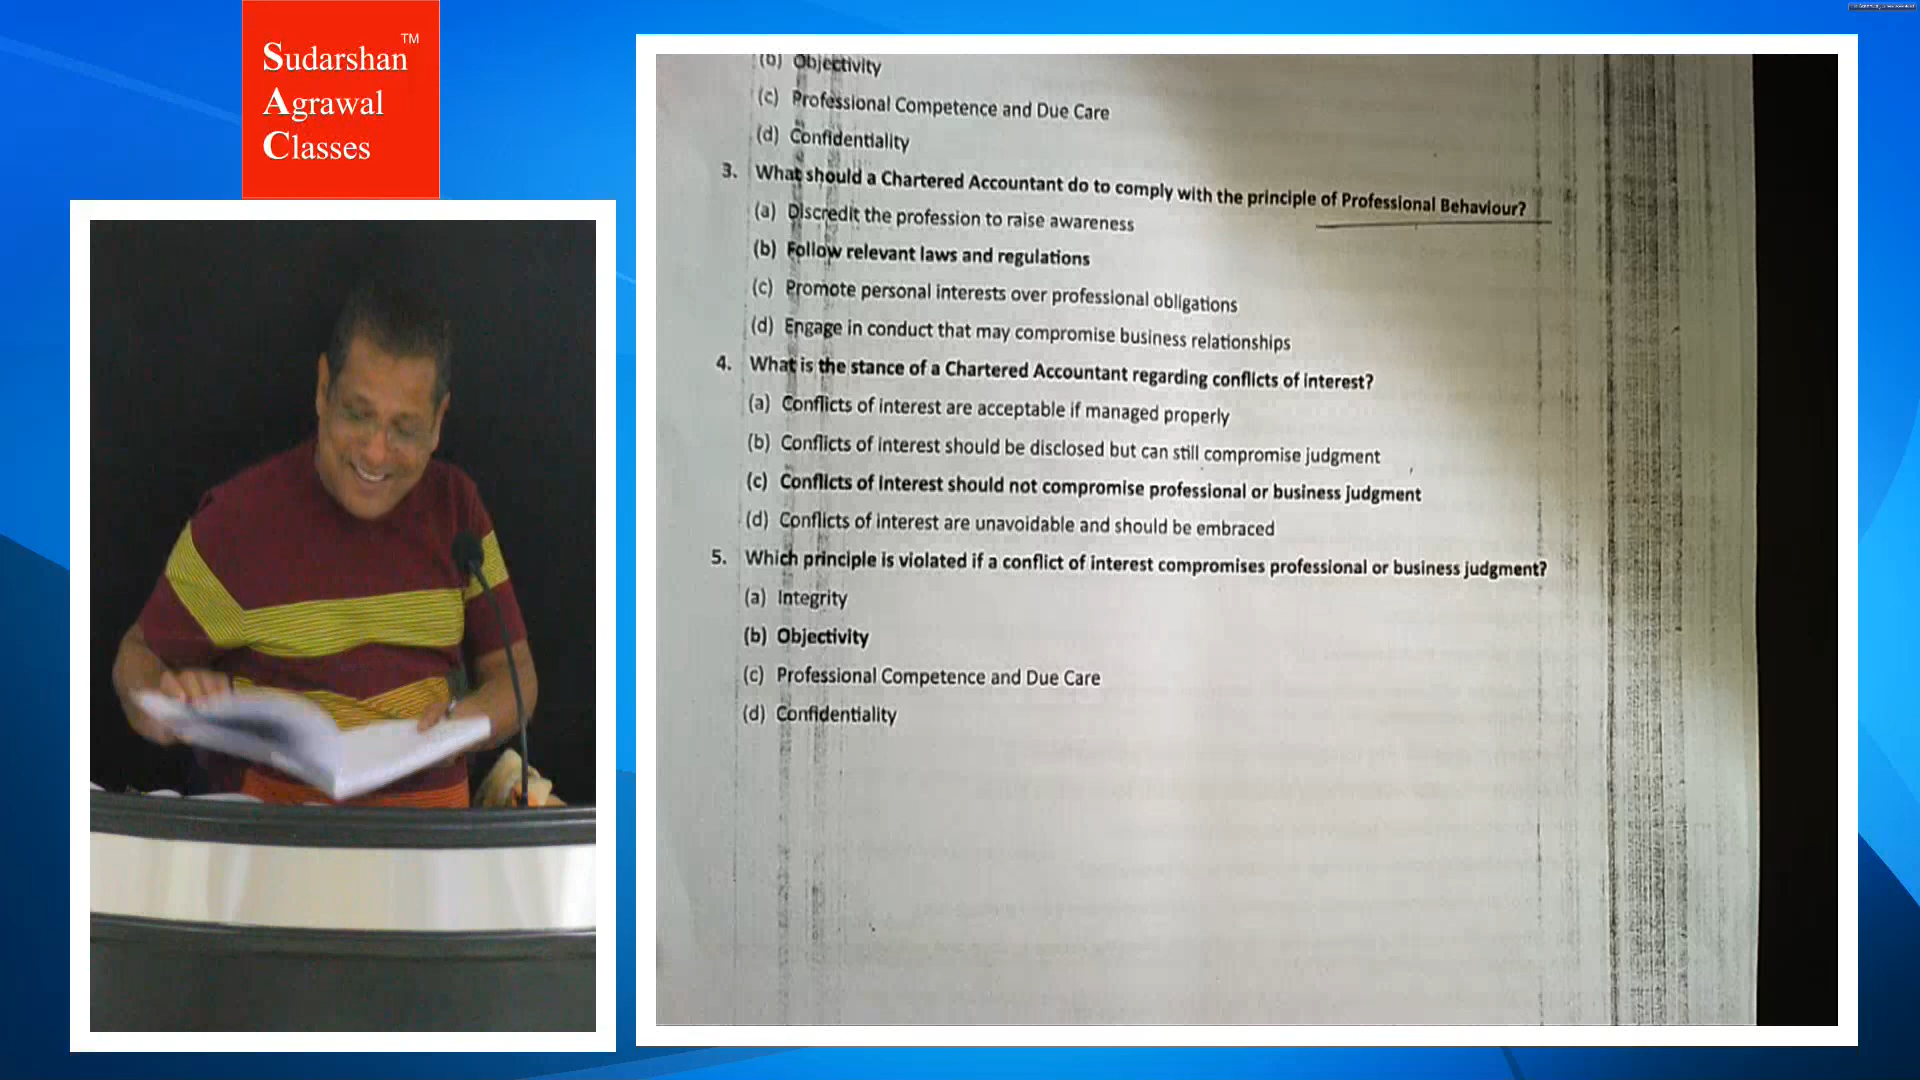 Sudarshan TM
Agrawal
Classes
(b) Objectivity
(c) Professional Competence and Due Care
(d) Confidentiality
3. What should a Chartered Accountant do to comply with the principle of Professional Behaviour?
(a) Discredit the profession to raise awareness
(b) Follow relevant laws and regulations
(c) Promote personal interests over professional obligations
(d) Engage in conduct that may compromise business relationships
4. What is the stance of a Chartered Accountant regarding conflicts of interest?
(a) Conflicts of interest are acceptable if managed properly
(b) Conflicts of interest should be disclosed but can still compromise judgment
(c) Conflicts of Interest should not compromise professional or business judgment
(d) Conflicts of interest are unavoidable and should be embraced
5. Which principle is violated if a conflict of interest compromises professional or business judgment?
(a) Integrity
(b) Objectivity
(c) Professional Competence and Due Care
(d) Confidentiality